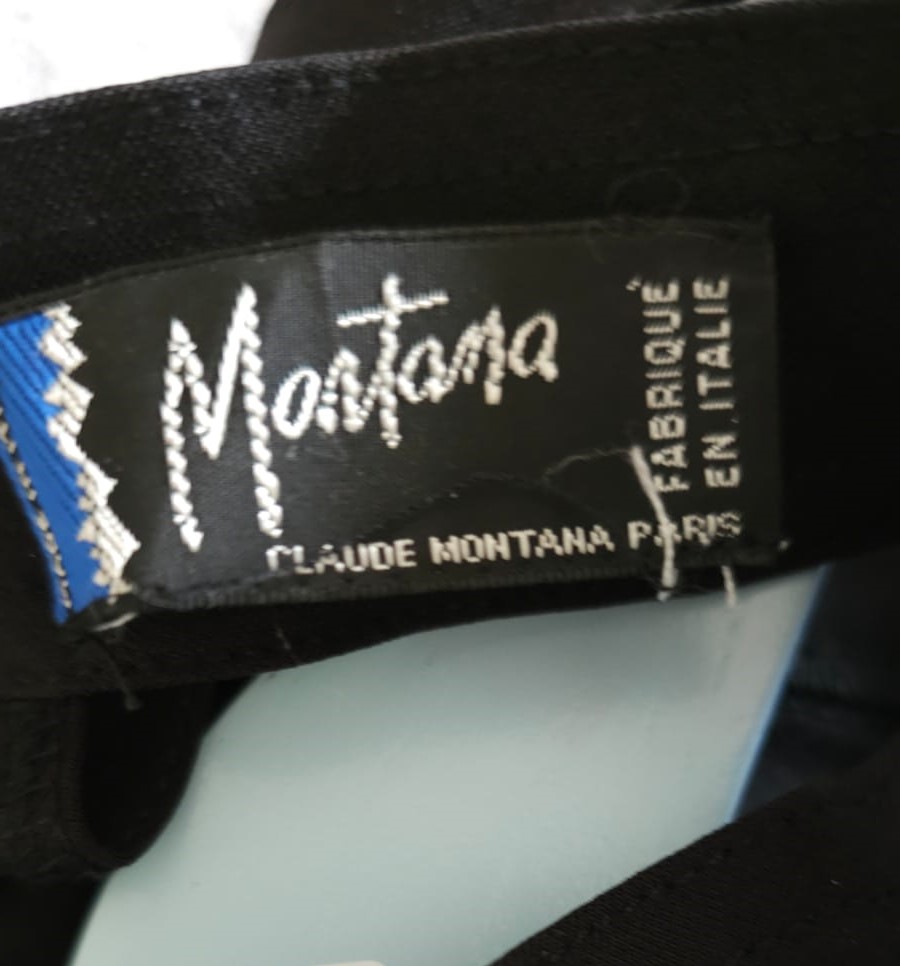 Montana
CLAUDE MONTANA PARIS
FABRIQUÉ
EN ITALIE